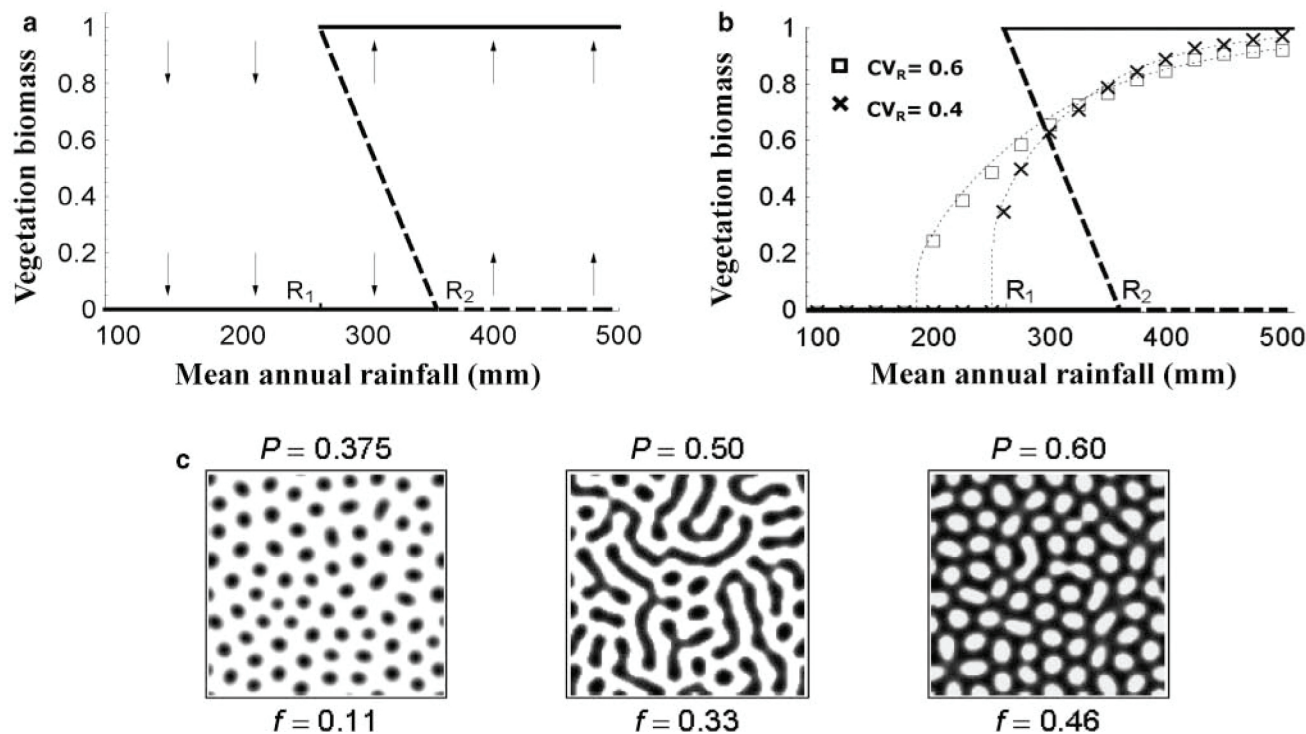 a
Vegetation biomass
1
0.8
0.6
0.4
0.2
0
R1
R2
100 200 300 400 500
Mean annual rainfall (mm)
b
Vegetation biomass
1
0.8
0.6
0.4
0.2
0
CVR = 0.6
CVR = 0.4
R1
R2
100 200 300 400 500
Mean annual rainfall (mm)
c
P = 0.375
P = 0.50
P = 0.60
f = 0.11
f = 0.33
f = 0.46